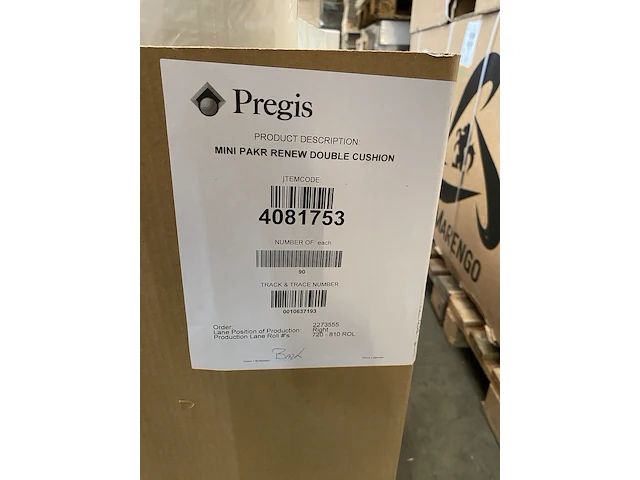 Pregis
PRODUCT DESCRIPTION:
MINI PAKR RENEW DOUBLE CUSHION
ITEMCODE:
4081753
NUMBER OF: each
90
TRACK & TRACE NUMBER:
0010637193
Order: 2273555
Lane Position of Production: Right
Production Lane Roll #'s: 720 - 810 ROL
MARENGO